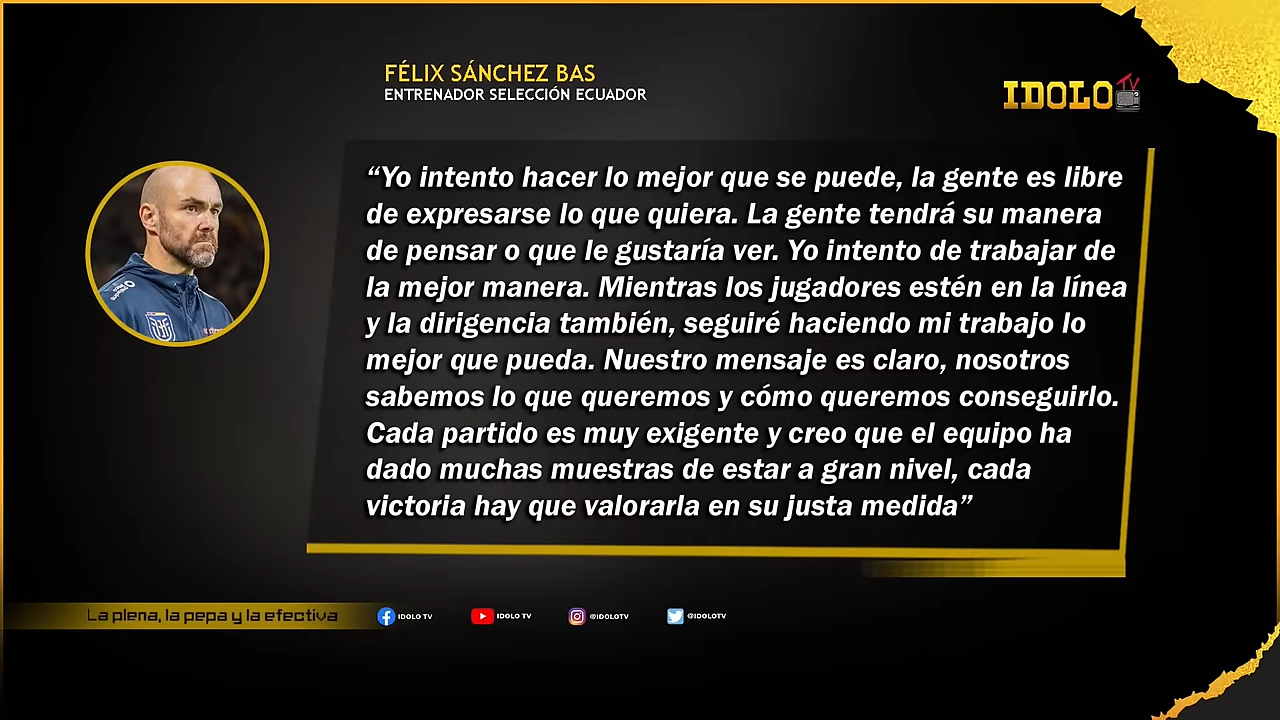 FÉLIX SÁNCHEZ BAS
ENTRENADOR SELECCIÓN ECUADOR
IDOLO TV
“Yo intento hacer lo mejor que se puede, la gente es libre
de expresarse lo que quiera. La gente tendrá su manera
de pensar o que le gustaría ver. Yo intento de trabajar de
la mejor manera. Mientras los jugadores estén en la línea
y la dirigencia también, seguiré haciendo mi trabajo lo
mejor que pueda. Nuestro mensaje es claro, nosotros
sabemos lo que queremos y cómo queremos conseguirlo.
Cada partido es muy exigente y creo que el equipo ha
dado muchas muestras de estar a gran nivel, cada
victoria hay que valorarla en su justa medida”
La plena, la pepa y la efectiva
IDOLO TV
IDOLO TV
@IDOLOTV
@IDOLOTV